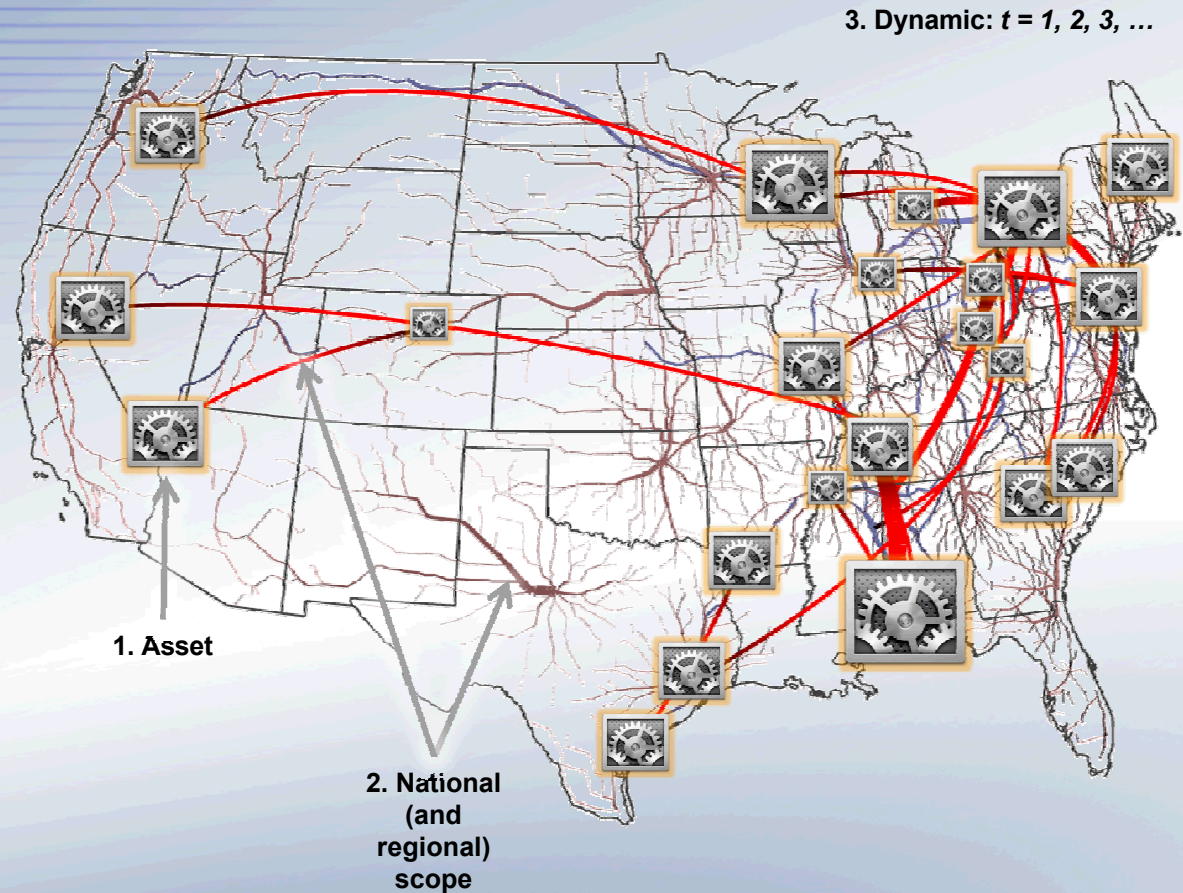 3. Dynamic: t = 1, 2, 3, …
1. Asset
2. National
(and
regional)
scope